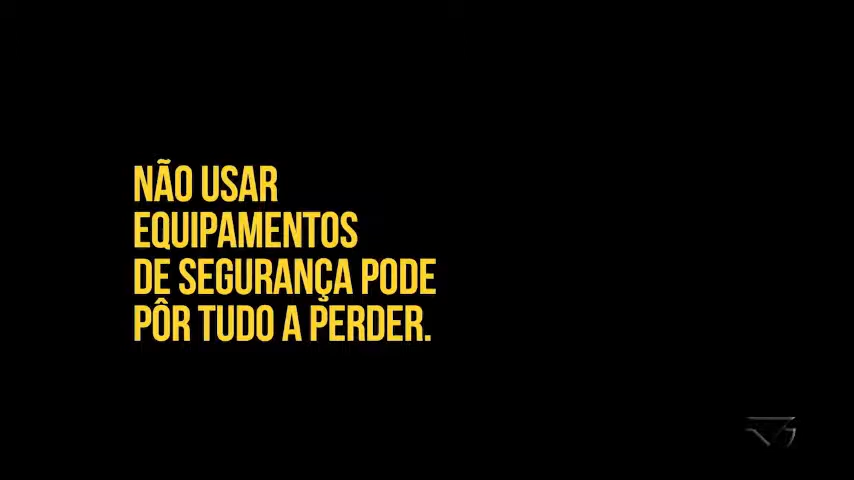 NÃO USAR
EQUIPAMENTOS
DE SEGURANÇA PODE
PÔR TUDO A PERDER.